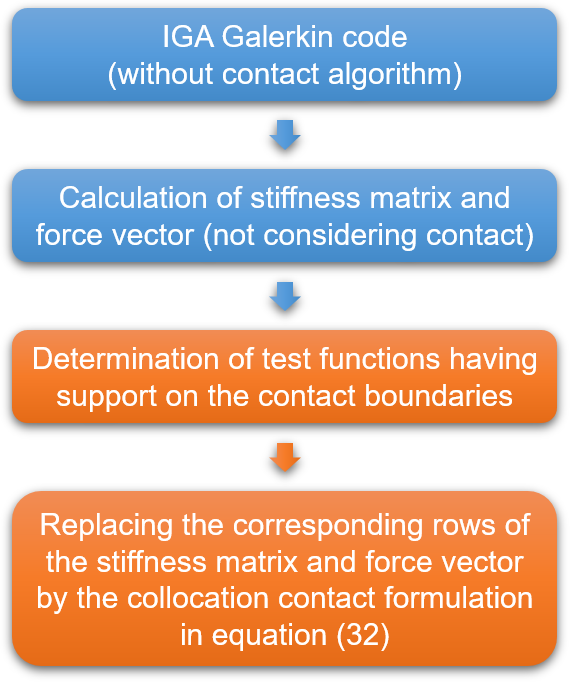 IGA Galerkin code
(without contact algorithm)
Calculation of stiffness matrix and
force vector (not considering contact)
Determination of test functions having
support on the contact boundaries
Replacing the corresponding rows of
the stiffness matrix and force vector
by the collocation contact formulation
in equation (32)